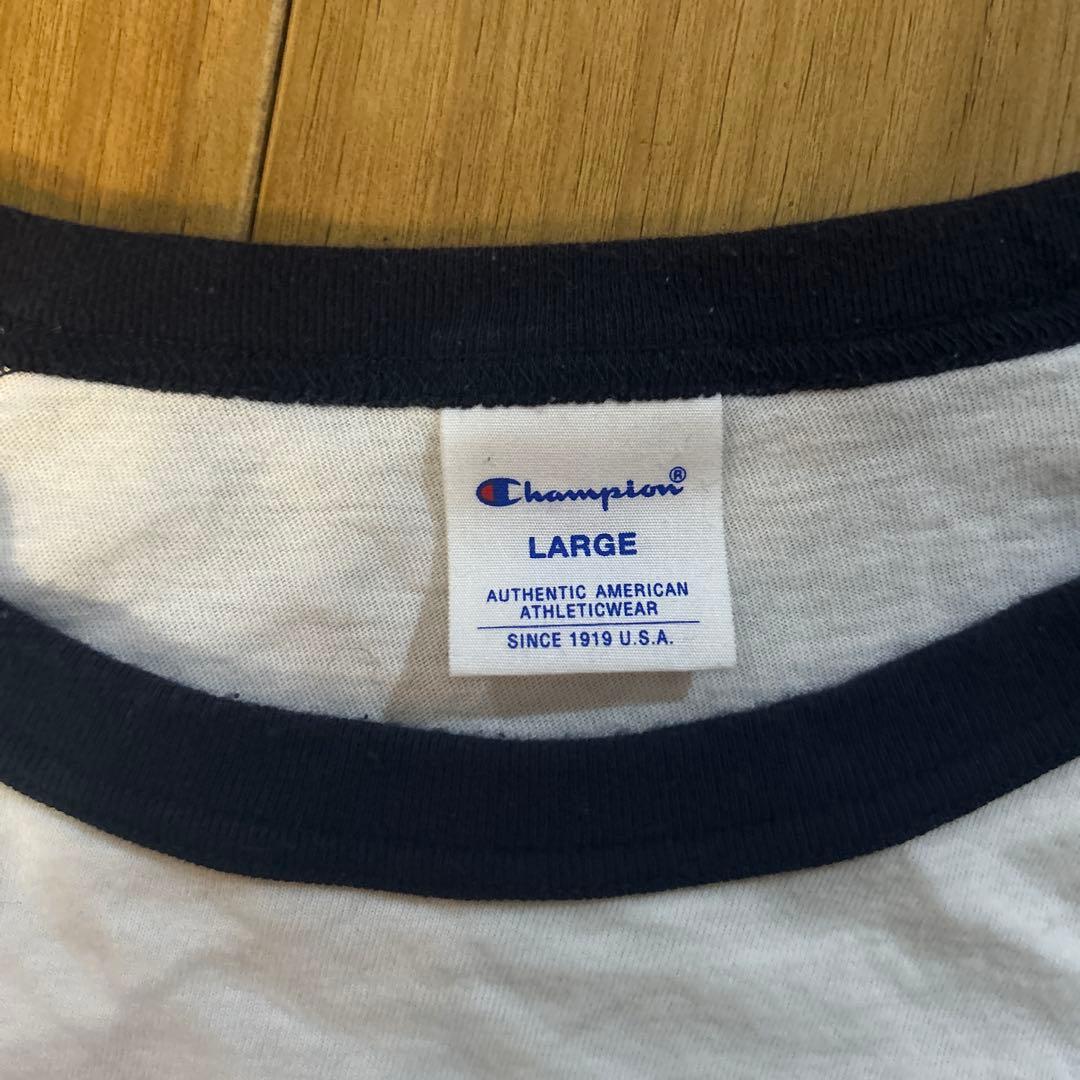 Champion®
LARGE
AUTHENTIC AMERICAN
ATHLETICWEAR
SINCE 1919 U.S.A.